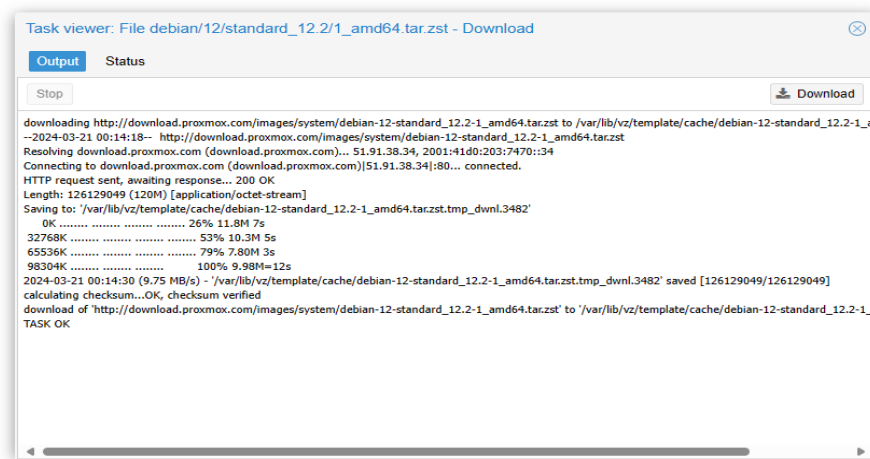 Task viewer: File debian/12/standard_12.2/1_amd64.tar.zst - Download
Output Status
Stop Download
downloading http://download.proxmox.com/images/system/debian-12-standard_12.2-1_amd64.tar.zst to /var/lib/vz/template/cache/debian-12-standard_12.2-1_a
--2024-03-21 00:14:18-- http://download.proxmox.com/images/system/debian-12-standard_12.2-1_amd64.tar.zst
Resolving download.proxmox.com (download.proxmox.com)... 51.91.38.34, 2001:41d0:203:7470::34
Connecting to download.proxmox.com (download.proxmox.com)|51.91.38.34|:80... connected.
HTTP request sent, awaiting response... 200 OK
Length: 126129049 (120M) [application/octet-stream]
Saving to: '/var/lib/vz/template/cache/debian-12-standard_12.2-1_amd64.tar.zst.tmp_dwnl.3482'
0K ........ ........ ........ ........ 26% 11.8M 7s
32768K ........ ........ ........ ........ 53% 10.3M 5s
65536K ........ ........ ........ ........ 79% 7.80M 3s
98304K ........ ........ ........ 100% 9.98M=12s
2024-03-21 00:14:30 (9.75 MB/s) - '/var/lib/vz/template/cache/debian-12-standard_12.2-1_amd64.tar.zst.tmp_dwnl.3482' saved [126129049/126129049]
calculating checksum...OK, checksum verified
download of 'http://download.proxmox.com/images/system/debian-12-standard_12.2-1_amd64.tar.zst' to '/var/lib/vz/template/cache/debian-12-standard_12.2-1_
TASK OK